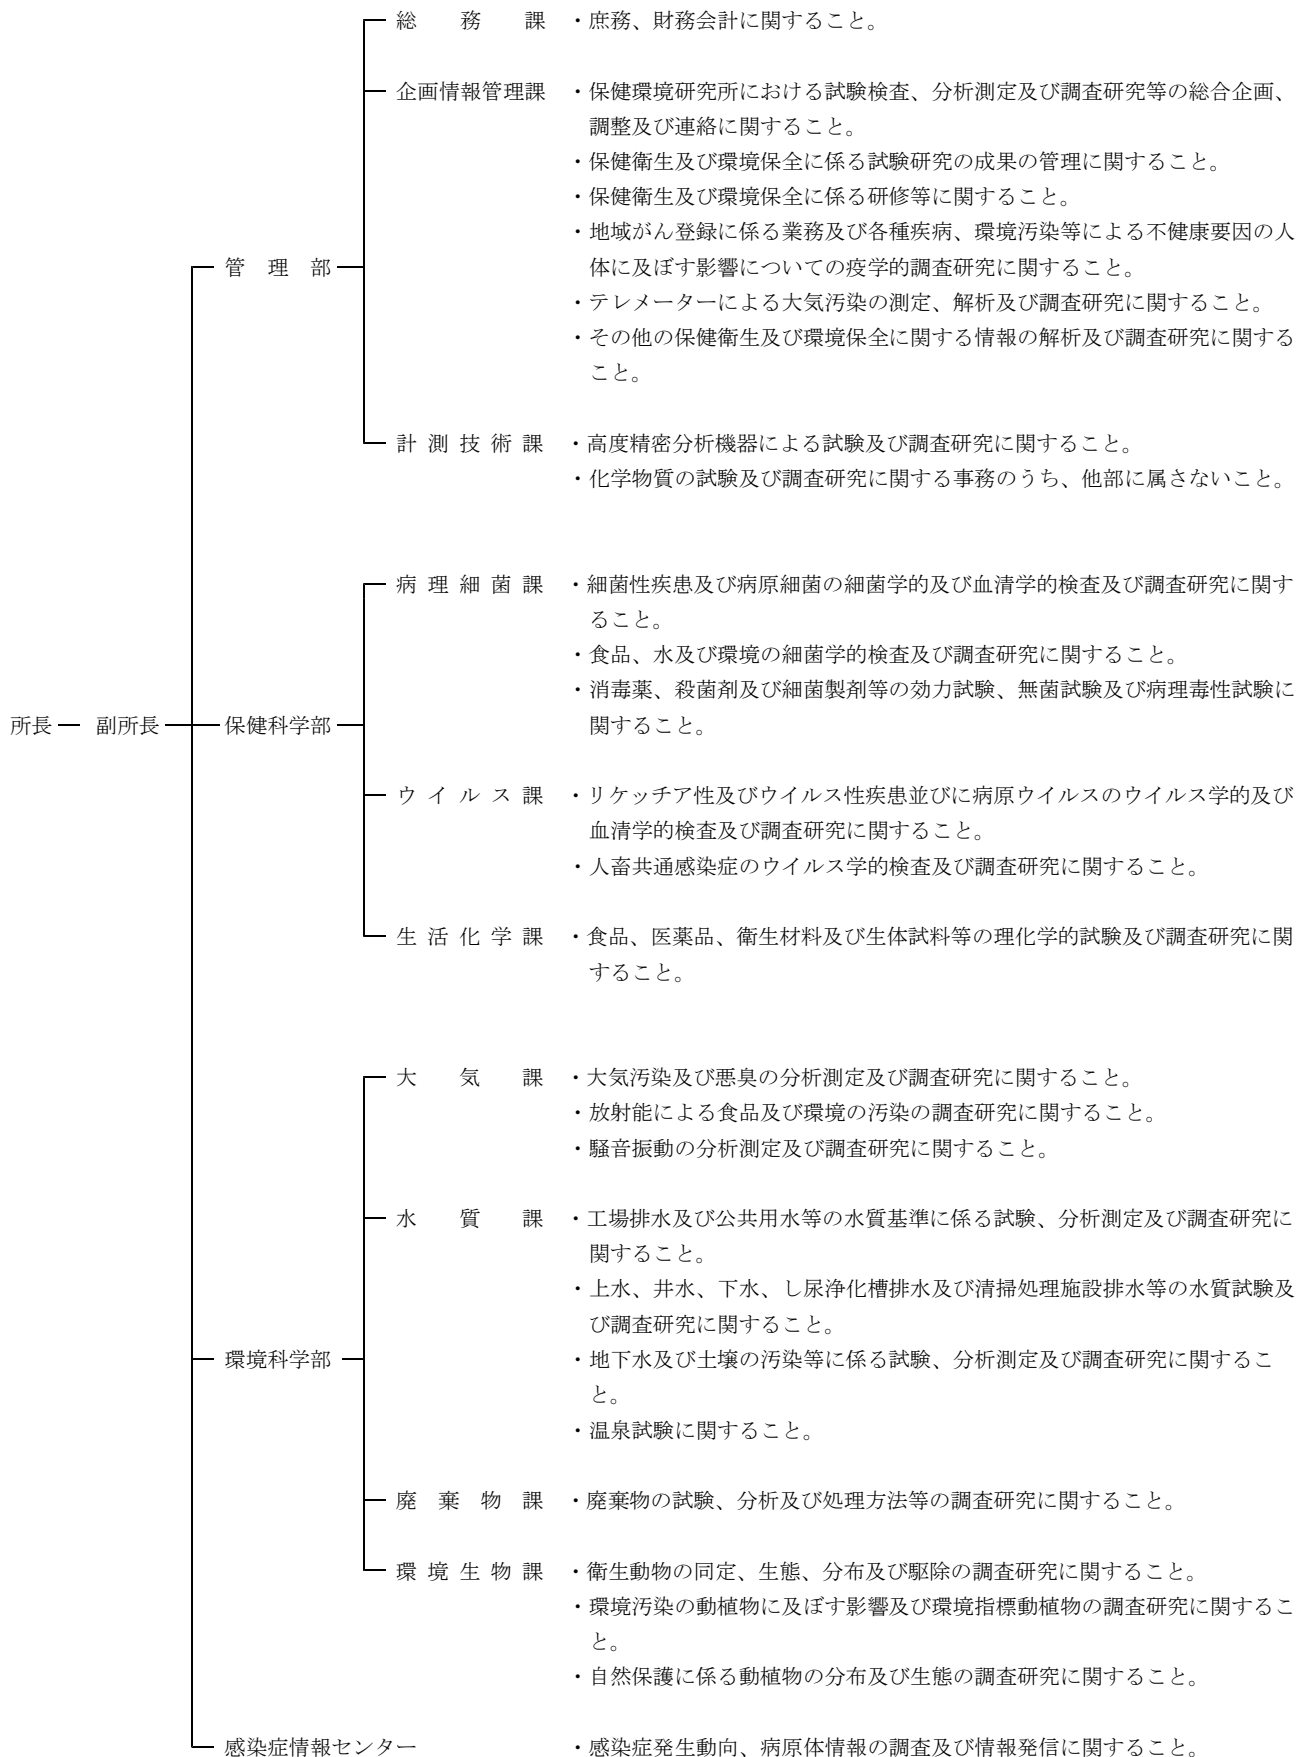 総務課 ・庶務、財務会計に関すること。
企画情報管理課 ・保健環境研究所における試験検査、分析測定及び調査研究等の総合企画、
調整及び連絡に関すること。
・保健衛生及び環境保全に係る試験研究の成果の管理に関すること。
・保健衛生及び環境保全に係る研修等に関すること。
・地域がん登録に係る業務及び各種疾病、環境汚染等による不健康要因の人
管理部 体に及ぼす影響についての疫学的調査研究に関すること。
・テレメーターによる大気汚染の測定、解析及び調査研究に関すること。
・その他の保健衛生及び環境保全に関する情報の解析及び調査研究に関する
こと。
計測技術課 ・高度精密分析機器による試験及び調査研究に関すること。
・化学物質の試験及び調査研究に関する事務のうち、他部に属さないこと。
病理細菌課 ・細菌性疾患及び病原細菌の細菌学的及び血清学的検査及び調査研究に関す
ること。
・食品、水及び環境の細菌学的検査及び調査研究に関すること。
・消毒薬、殺菌剤及び細菌製剤等の効力試験、無菌試験及び病理毒性試験に
所長 副所長 保健科学部 関すること。
ウイルス課 ・リケッチア性及びウイルス性疾患並びに病原ウイルスのウイルス学的及び
血清学的検査及び調査研究に関すること。
・人畜共通感染症のウイルス学的検査及び調査研究に関すること。
生活化学課 ・食品、医薬品、衛生材料及び生体試料等の理化学的試験及び調査研究に関
すること。
大気課 ・大気汚染及び悪臭の分析測定及び調査研究に関すること。
・放射能による食品及び環境の汚染の調査研究に関すること。
・騒音振動の分析測定及び調査研究に関すること。
水質課 ・工場排水及び公共用水等の水質基準に係る試験、分析測定及び調査研究に
関すること。
・上水、井水、下水、し尿浄化槽排水及び清掃処理施設排水等の水質試験及
び調査研究に関すること。
環境科学部 ・地下水及び土壌の汚染等に係る試験、分析測定及び調査研究に関するこ
と。
・温泉試験に関すること。
廃棄物課 ・廃棄物の試験、分析及び処理方法等の調査研究に関すること。
環境生物課 ・衛生動物の同定、生態、分布及び駆除の調査研究に関すること。
・環境汚染の動植物に及ぼす影響及び環境指標動植物の調査研究に関するこ
と。
・自然保護に係る動植物の分布及び生態の調査研究に関すること。
感染症情報センター ・感染症発生動向、病原体情報の調査及び情報発信に関すること。